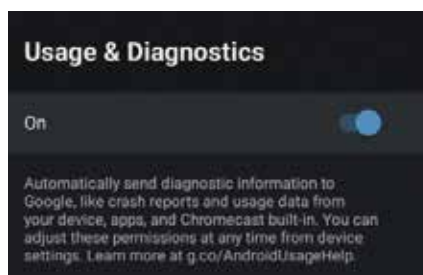 Usage & Diagnostics
On
Automatically send diagnostic information to
Google, like crash reports and usage data from
your device, apps, and Chromecast built-in. You can
adjust these permissions at any time from device
settings. Learn more at g.co/AndroidUsageHelp.